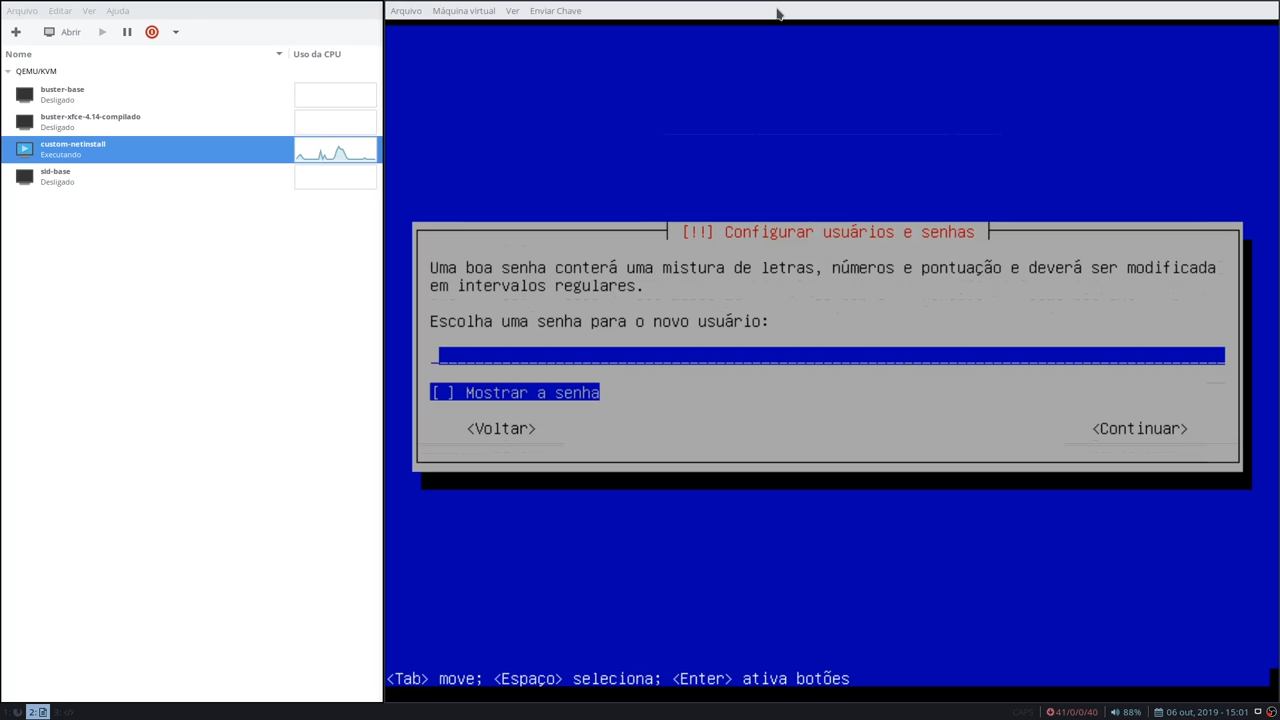 Arquivo Editar Ver Ajuda
Abrir
Nome Uso da CPU
QEMU/KVM
buster-base
Desligado
buster-xfce-4.14-compilado
Desligado
custom-netinstall
Executando
sid-base
Desligado
Arquivo Máquina virtual Ver Enviar Chave
[!!] Configurar usuários e senhas
Uma boa senha conterá uma mistura de letras, números e pontuação e deverá ser modificada
em intervalos regulares.
Escolha uma senha para o novo usuário:
[ ] Mostrar a senha
<Voltar> <Continuar>
<Tab> move; <Espaço> seleciona; <Enter> ativa botões
1: 2: 3: CAPS 41/0/0/40 88% 06 out, 2019 - 15:01